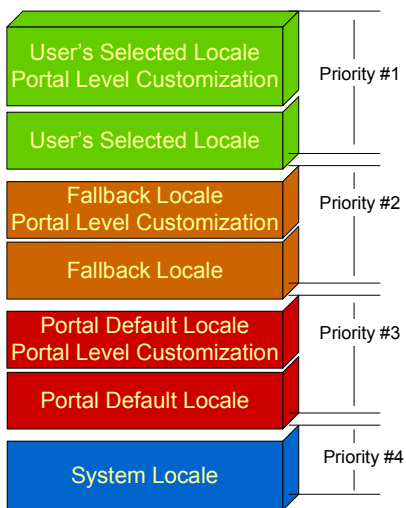 User's Selected Locale
Portal Level Customization
Priority #1
User's Selected Locale
Fallback Locale
Portal Level Customization
Priority #2
Fallback Locale
Portal Default Locale
Portal Level Customization
Priority #3
Portal Default Locale
System Locale
Priority #4